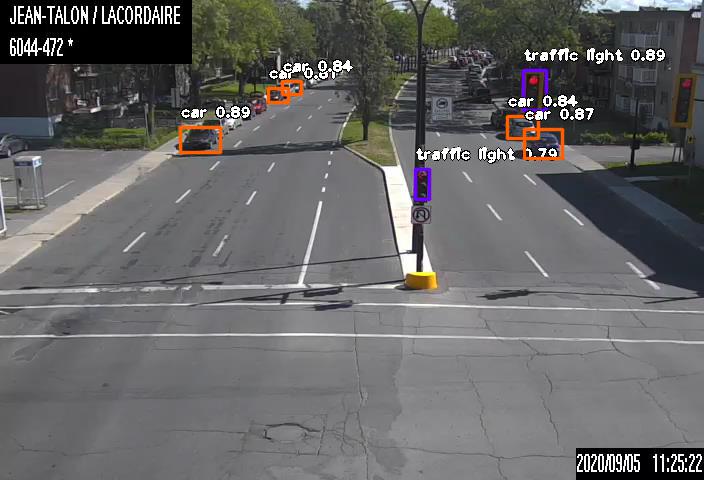 JEAN-TALON / LACORDAIRE
6044-472 *
traffic light 0.89
car 0.84
car 0.81
car 0.84
car 0.89
car 0.87
traffic light 0.79
2020/09/05 11:25:22